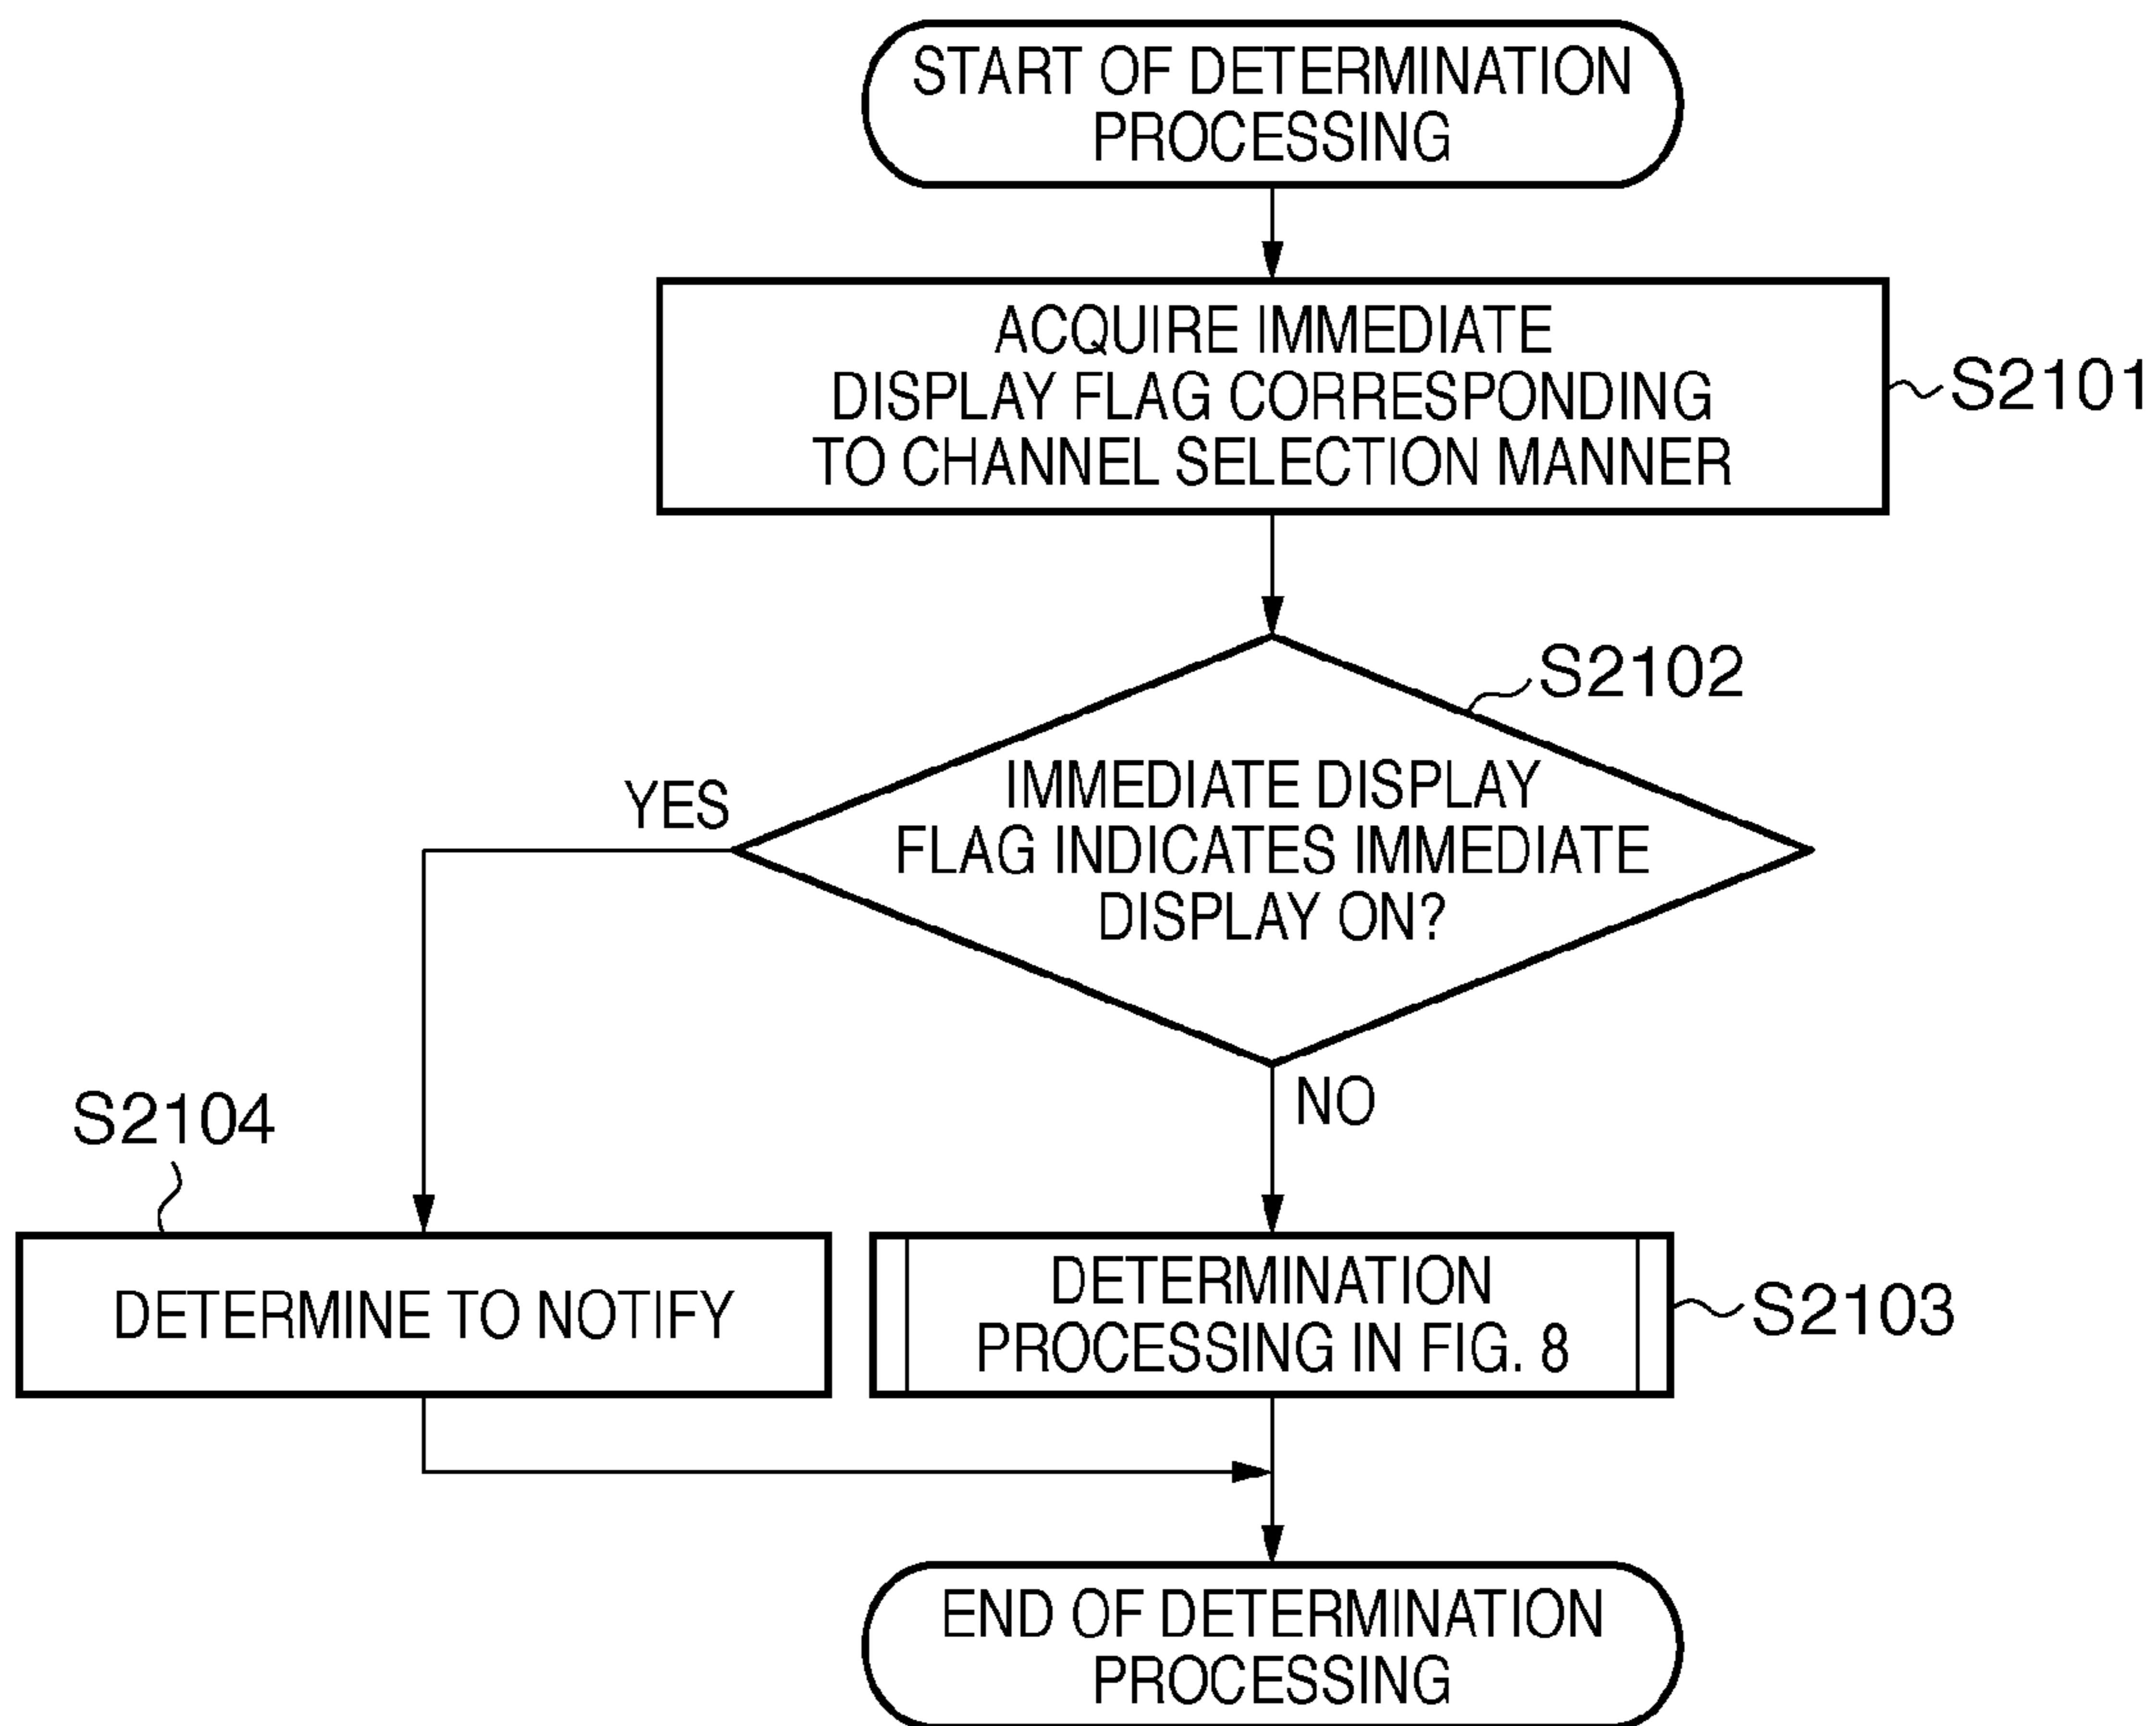 START OF DETERMINATION
PROCESSING
ACQUIRE IMMEDIATE
DISPLAY FLAG CORRESPONDING
TO CHANNEL SELECTION MANNER
S2101
S2102
IMMEDIATE DISPLAY
FLAG INDICATES IMMEDIATE
DISPLAY ON?
YES
NO
S2104
DETERMINE TO NOTIFY
DETERMINATION
PROCESSING IN FIG. 8
S2103
END OF DETERMINATION
PROCESSING